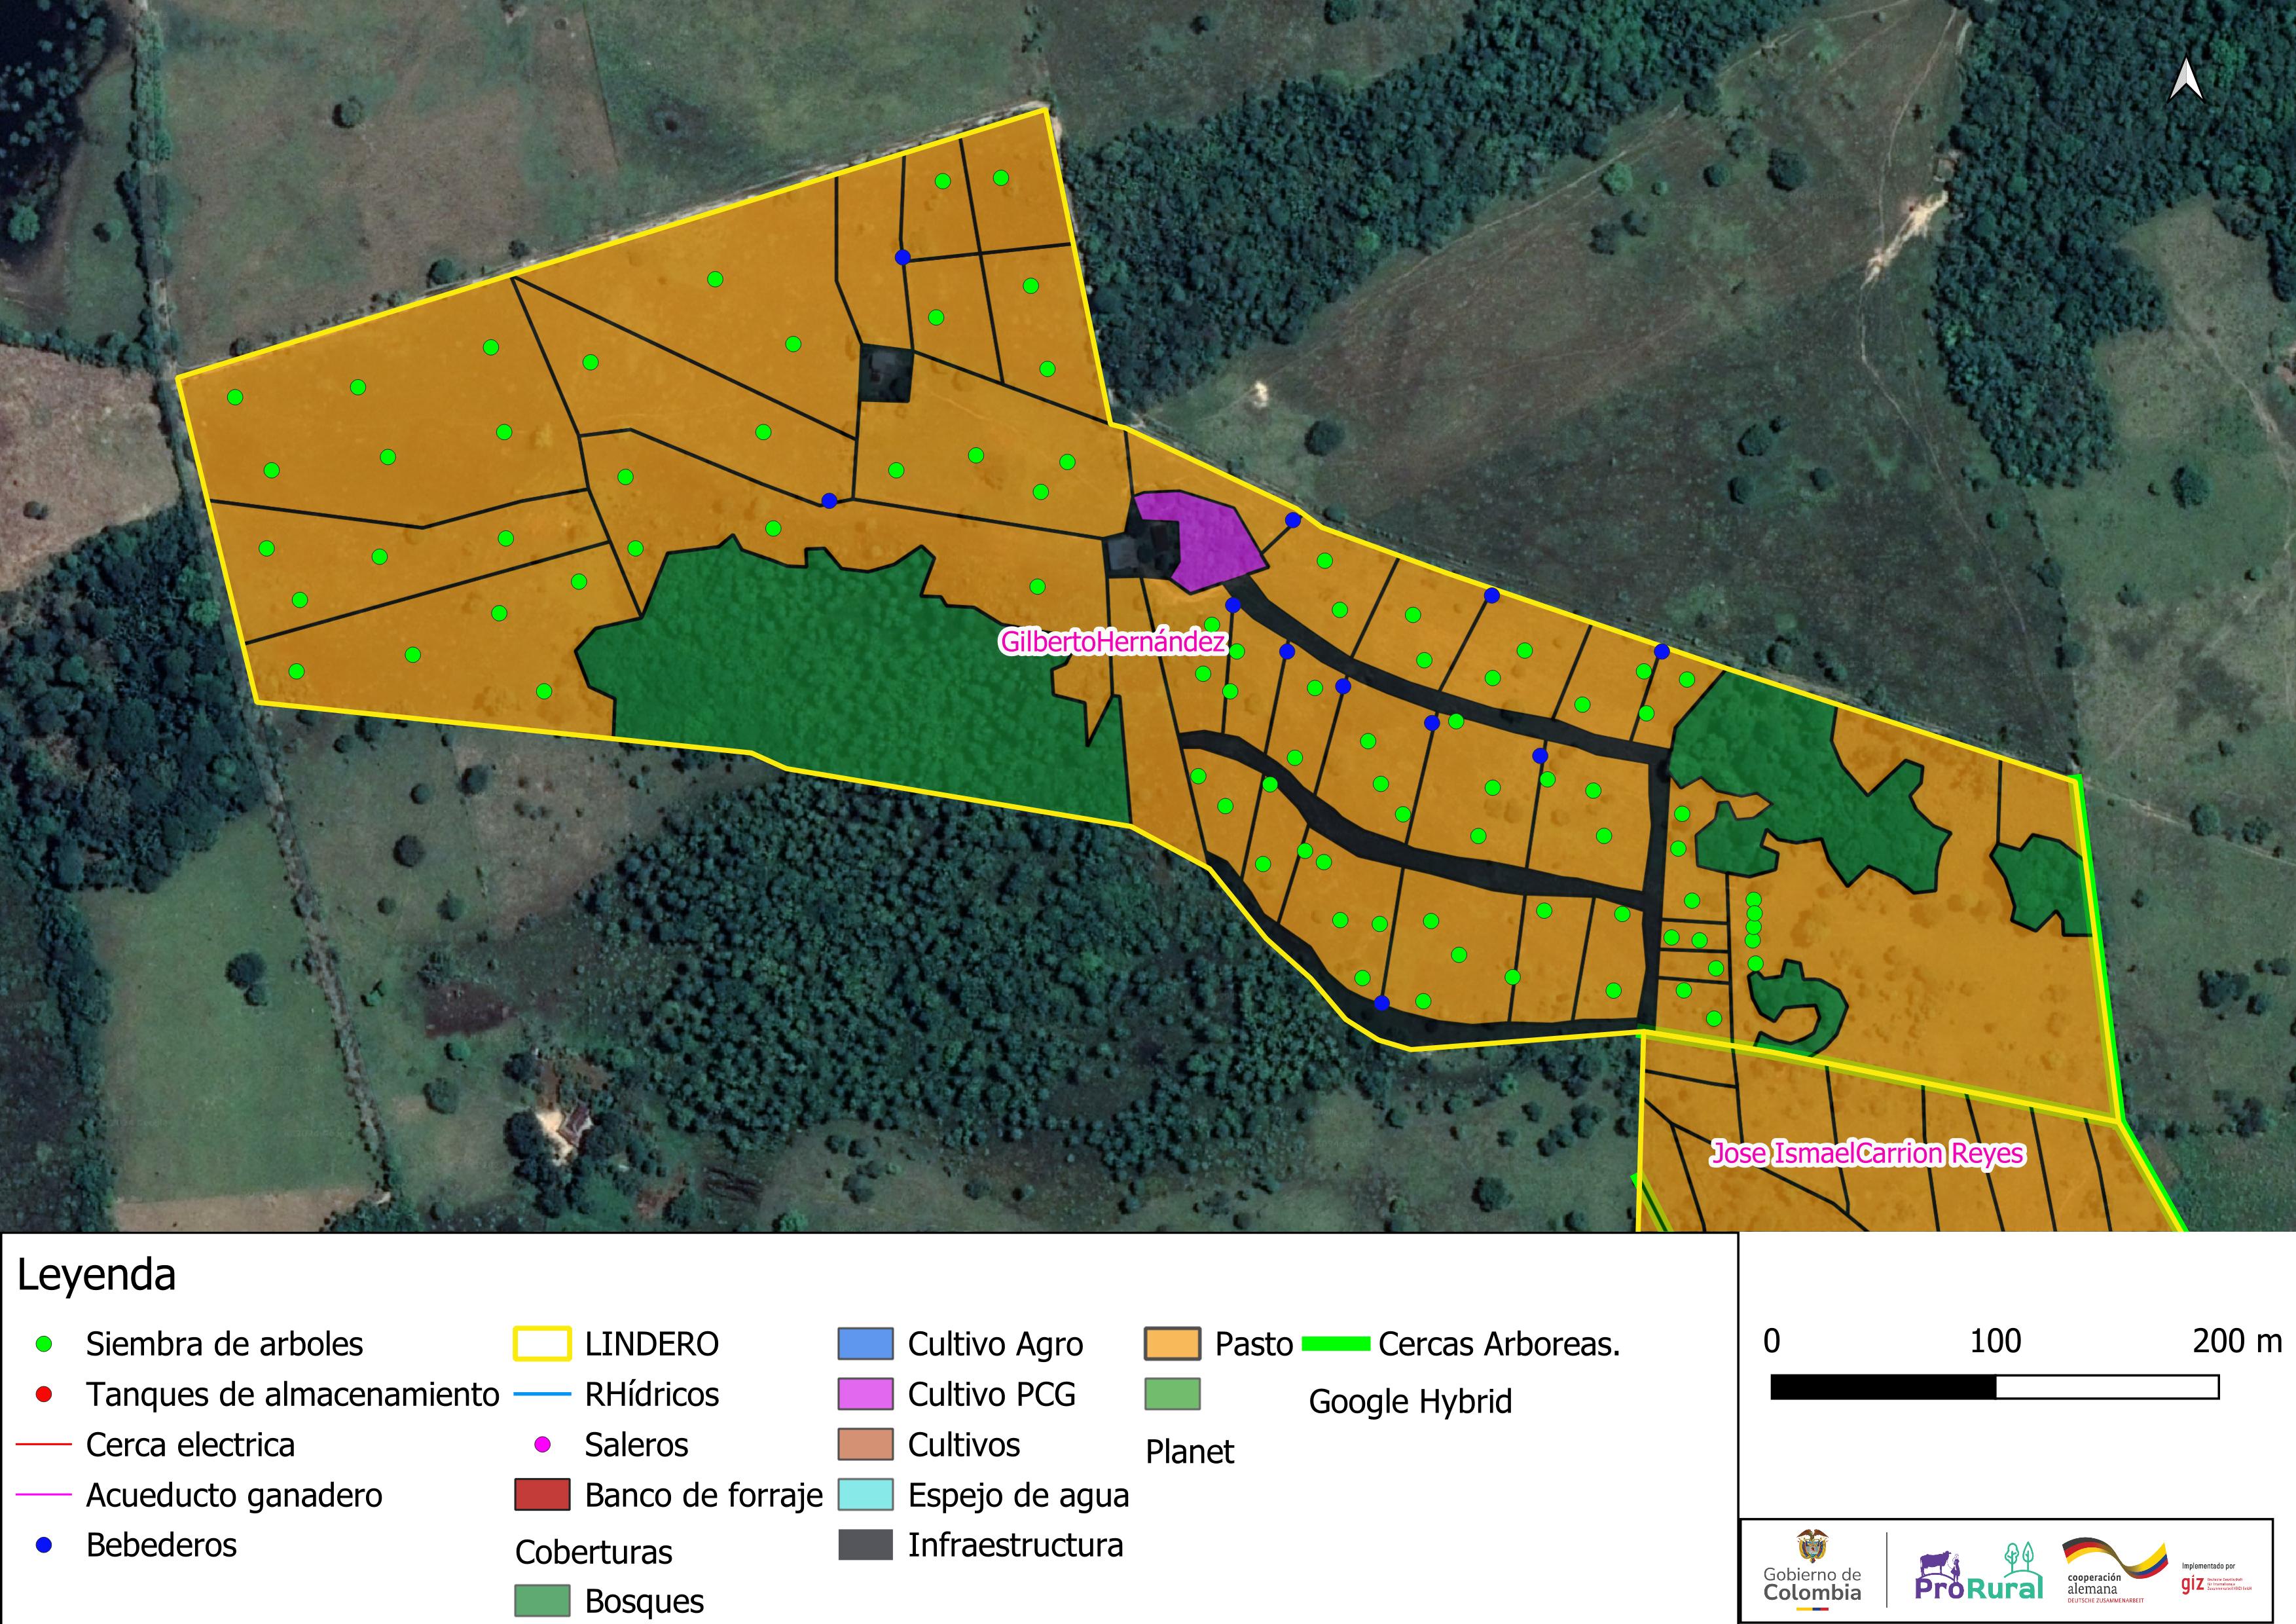 GilbertoHernández
Jose IsmaelCarrion Reyes
Leyenda
Siembra de arboles
Tanques de almacenamiento
Cerca electrica
Acueducto ganadero
Bebederos
LINDERO
RHídricos
Saleros
Banco de forraje
Coberturas
Bosques
Cultivo Agro
Cultivo PCG
Cultivos
Espejo de agua
Infraestructura
Pasto
Planet
Cercas Arboreas.
Google Hybrid
0 100 200 m
Gobierno de
Colombia
ProRural
cooperación
alemana
DEUTSCHE ZUSAMMENARBEIT
Implementado por
giz